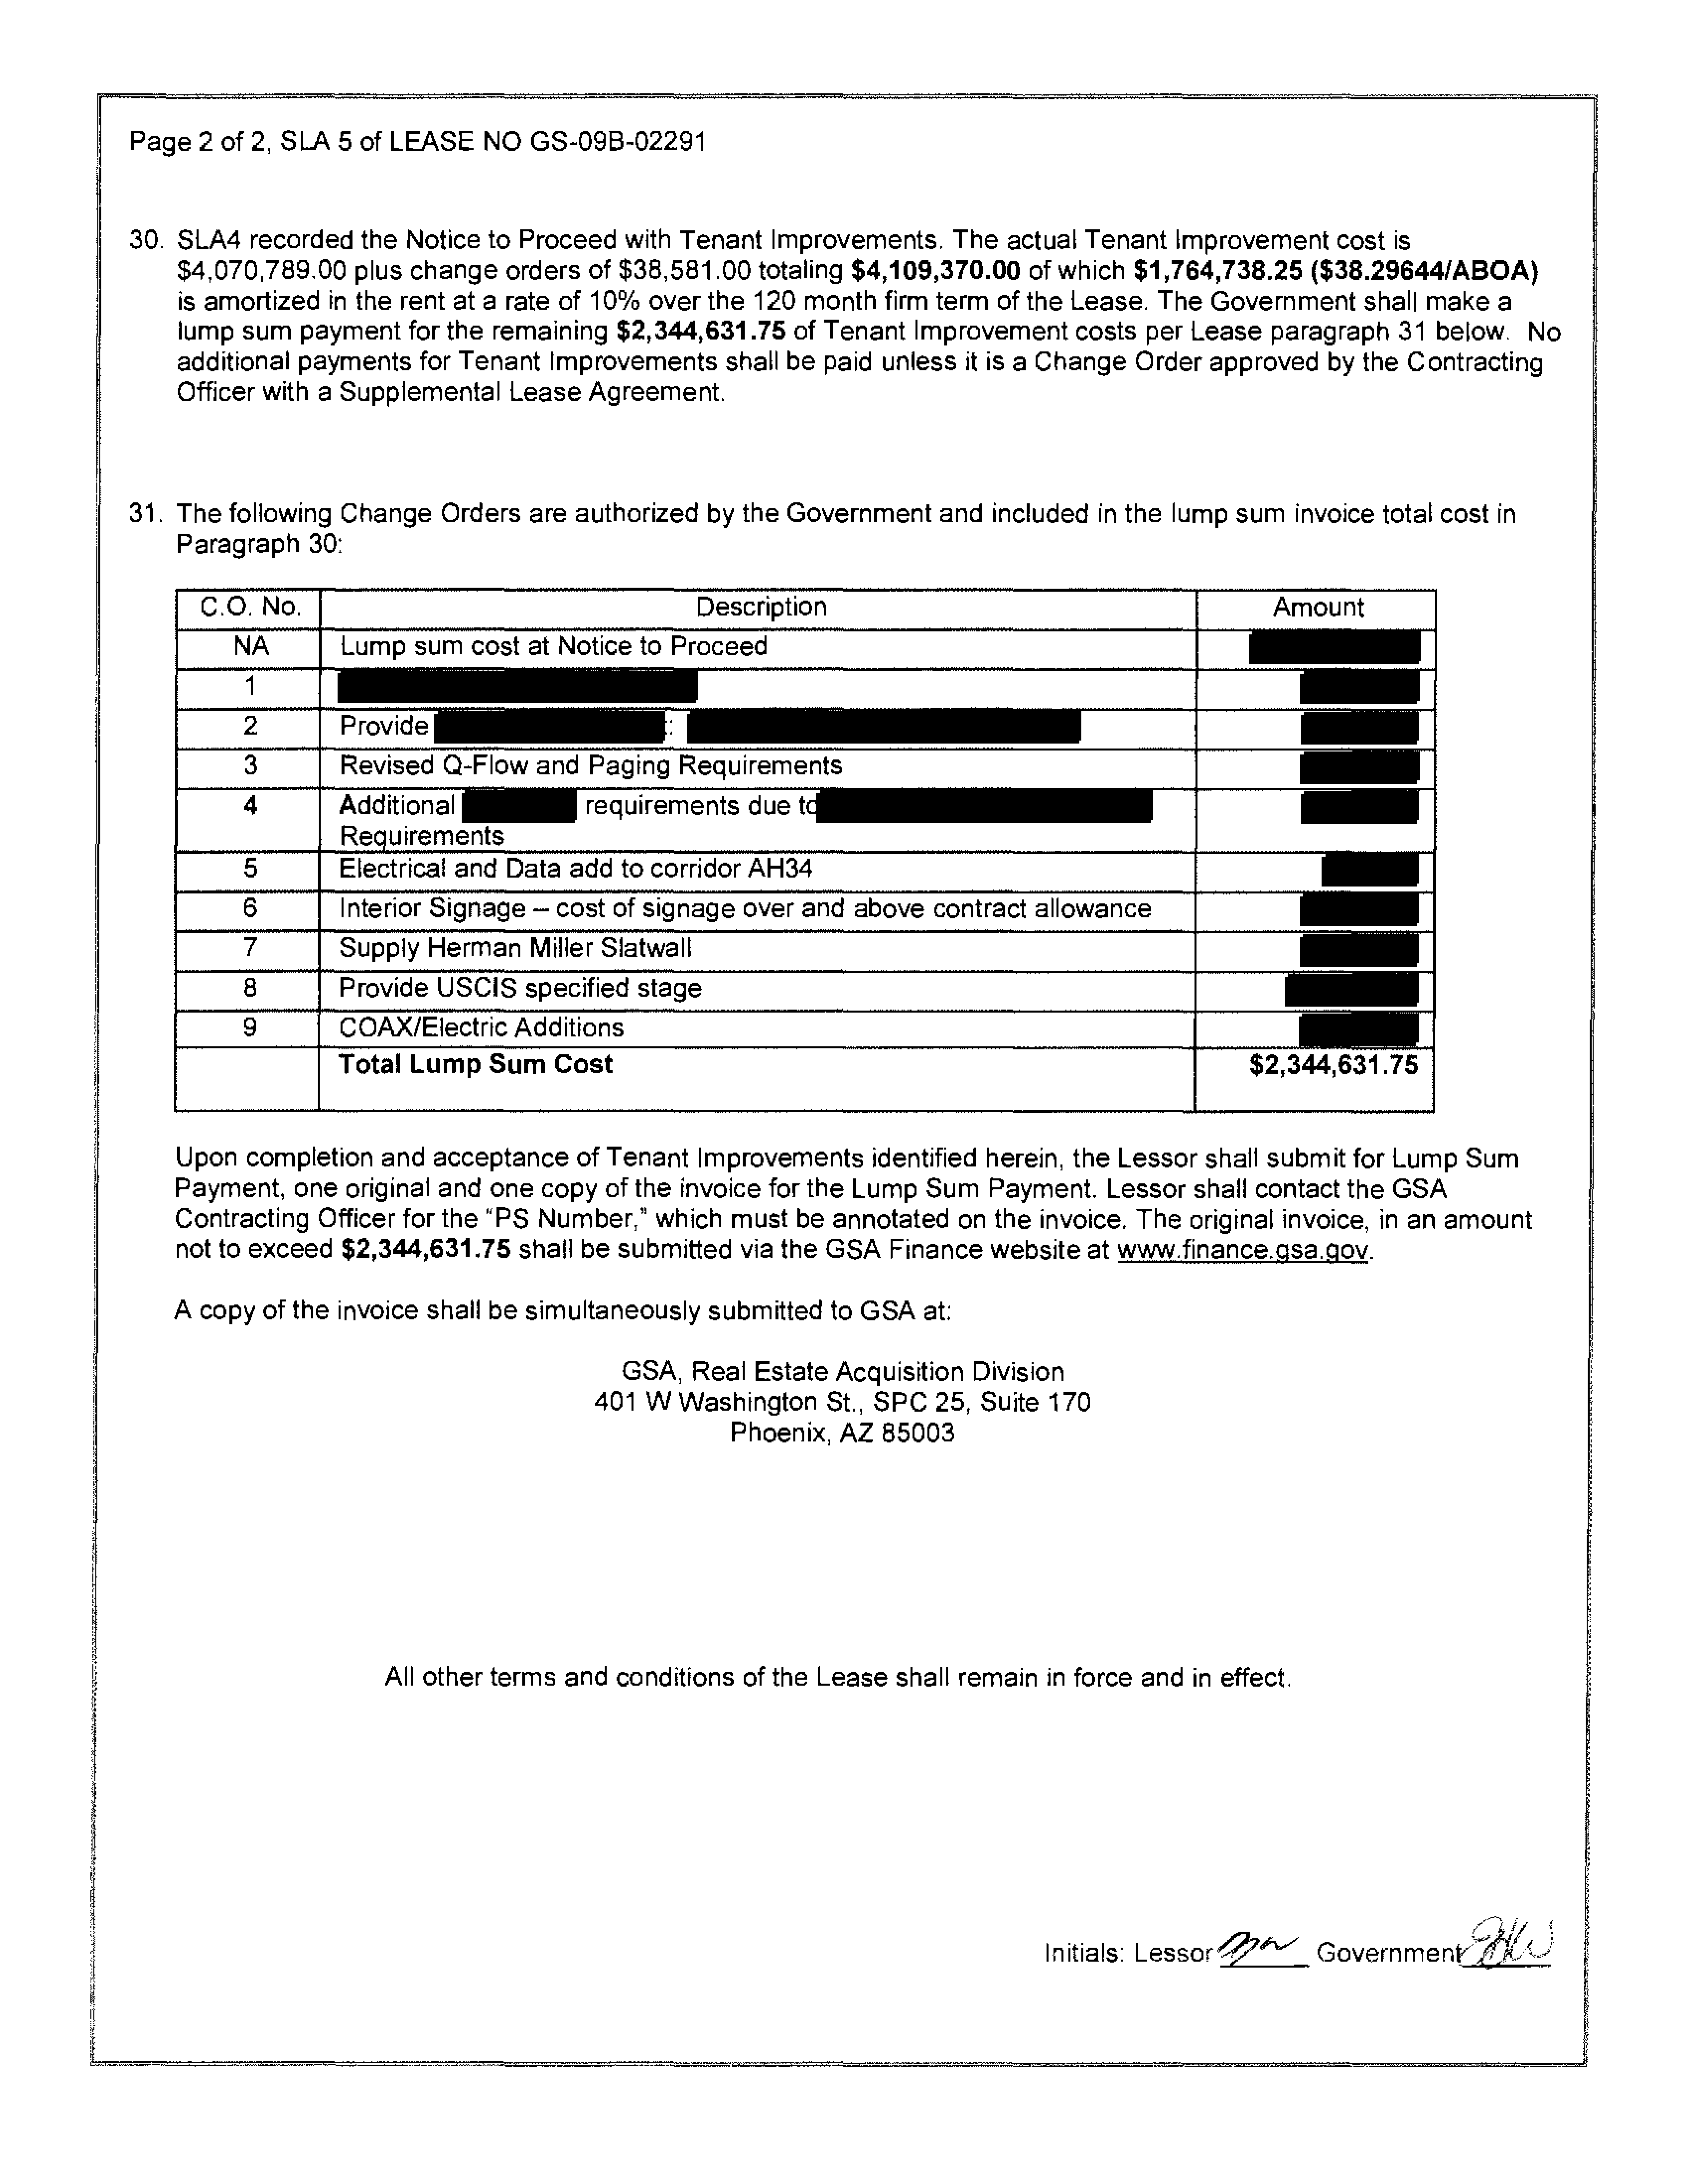 Page 2 of 2, SLA 5 of LEASE NO GS-09B-02291
30. SLA4 recorded the Notice to Proceed with Tenant Improvements. The actual Tenant Improvement cost is
$4,070,789.00 plus change orders of $38,581.00 totaling $4,109,370.00 of which $1,764,738.25 ($38.29644/ABOA)
is amortized in the rent at a rate of 10% over the 120 month firm term of the Lease. The Government shall make a
lump sum payment for the remaining $2,344,631.75 of Tenant Improvement costs per Lease paragraph 31 below. No
additional payments for Tenant Improvements shall be paid unless it is a Change Order approved by the Contracting
Officer with a Supplemental Lease Agreement.
31. The following Change Orders are authorized by the Government and included in the lump sum invoice total cost in
Paragraph 30:
C.O. No. Description Amount
NA Lump sum cost at Notice to Proceed
1
2 Provide :
3 Revised Q-Flow and Paging Requirements
4 Additional requirements due to
Requirements
5 Electrical and Data add to corridor AH34
6 Interior Signage – cost of signage over and above contract allowance
7 Supply Herman Miller Slatwall
8 Provide USCIS specified stage
9 COAX/Electric Additions
Total Lump Sum Cost $2,344,631.75
Upon completion and acceptance of Tenant Improvements identified herein, the Lessor shall submit for Lump Sum
Payment, one original and one copy of the invoice for the Lump Sum Payment. Lessor shall contact the GSA
Contracting Officer for the "PS Number," which must be annotated on the invoice. The original invoice, in an amount
not to exceed $2,344,631.75 shall be submitted via the GSA Finance website at www.finance.gsa.gov.
A copy of the invoice shall be simultaneously submitted to GSA at:
GSA, Real Estate Acquisition Division
401 W Washington St., SPC 25, Suite 170
Phoenix, AZ 85003
All other terms and conditions of the Lease shall remain in force and in effect.
Initials: Lessor Government